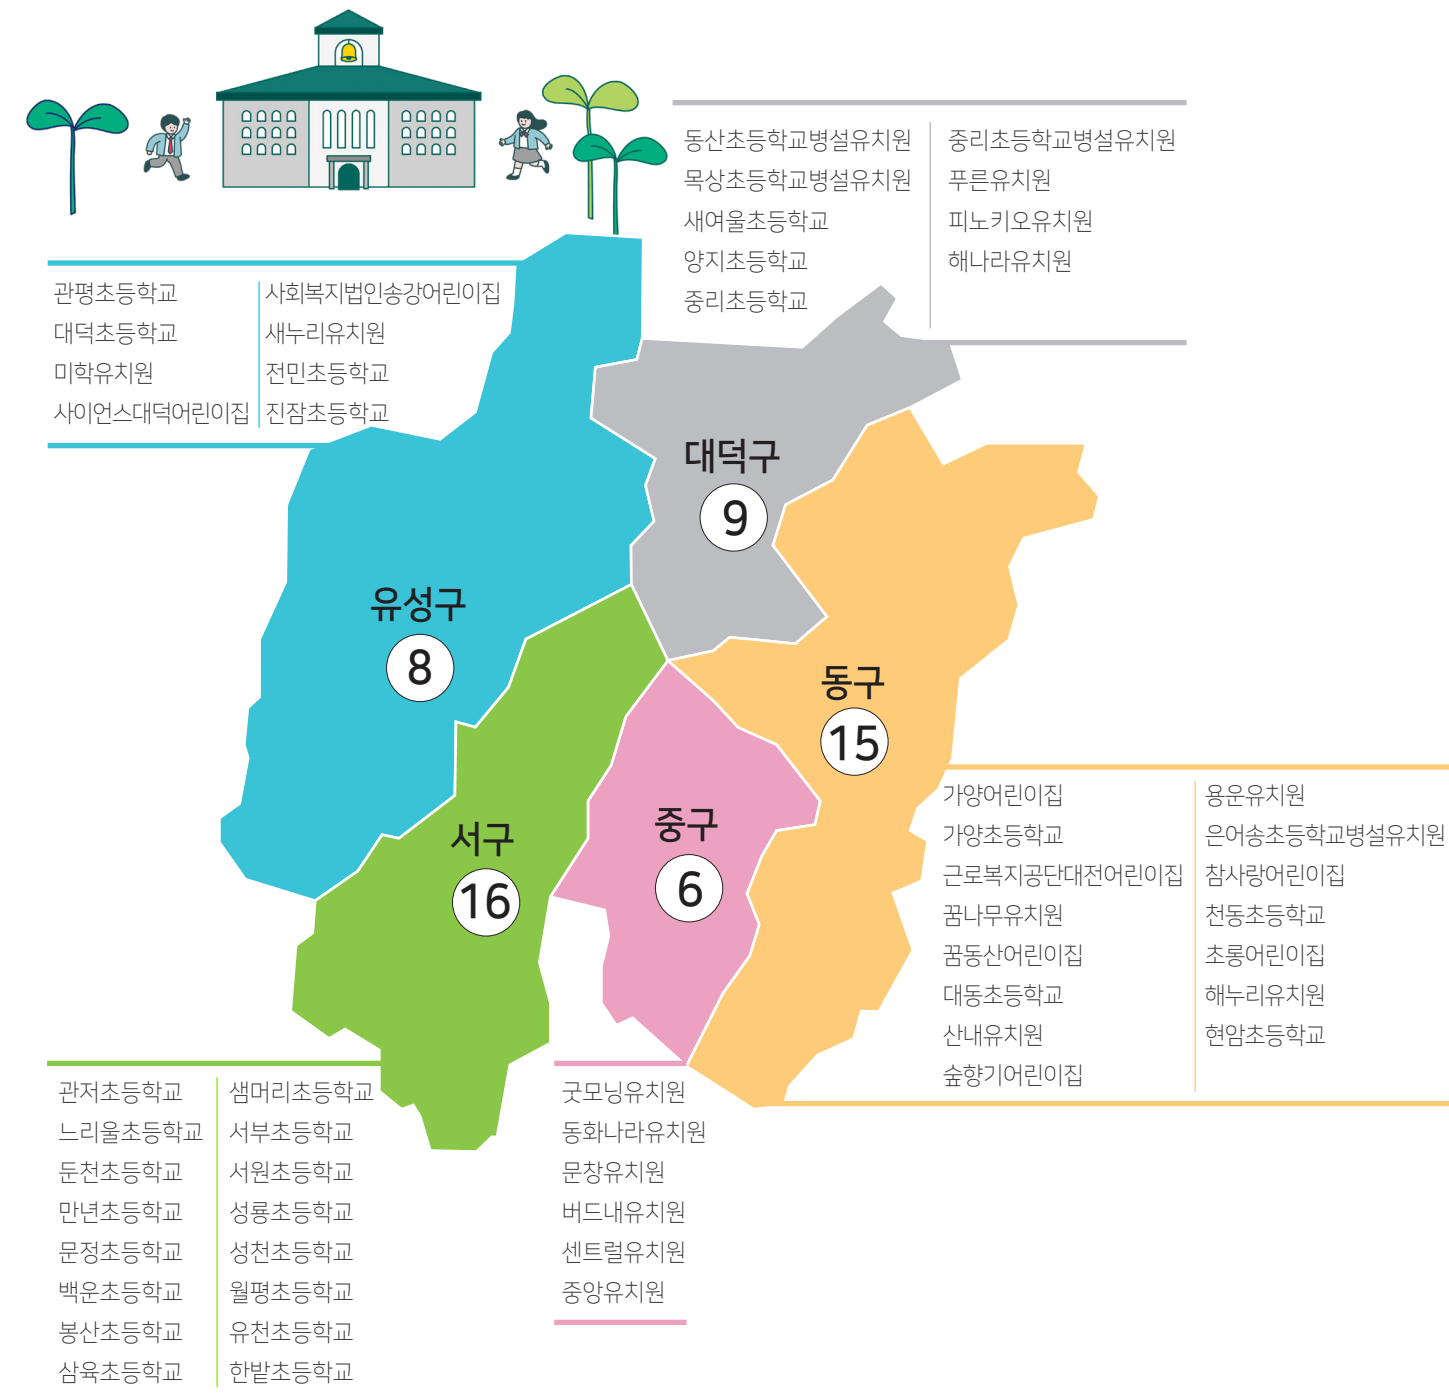 동산초등학교병설유치원
목상초등학교병설유치원
새여울초등학교
양지초등학교
중리초등학교
중리초등학교병설유치원
푸른유치원
피노키오유치원
해나라유치원
관평초등학교
대덕초등학교
미학유치원
사이언스대덕어린이집
사회복지법인송강어린이집
새누리유치원
전민초등학교
진잠초등학교
대덕구
9
유성구
8
동구
15
중구
6
서구
16
가양어린이집
가양초등학교
근로복지공단대전어린이집
꿈나무유치원
꿈동산어린이집
대동초등학교
산내유치원
숲향기어린이집
용운유치원
은어송초등학교병설유치원
참사랑어린이집
천동초등학교
초롱어린이집
해누리유치원
현암초등학교
관저초등학교
느리울초등학교
둔천초등학교
만년초등학교
문정초등학교
백운초등학교
봉산초등학교
삼육초등학교
샘머리초등학교
서부초등학교
서원초등학교
성룡초등학교
성천초등학교
월평초등학교
유천초등학교
한밭초등학교
굿모닝유치원
동화나라유치원
문창유치원
버드내유치원
센트럴유치원
중앙유치원